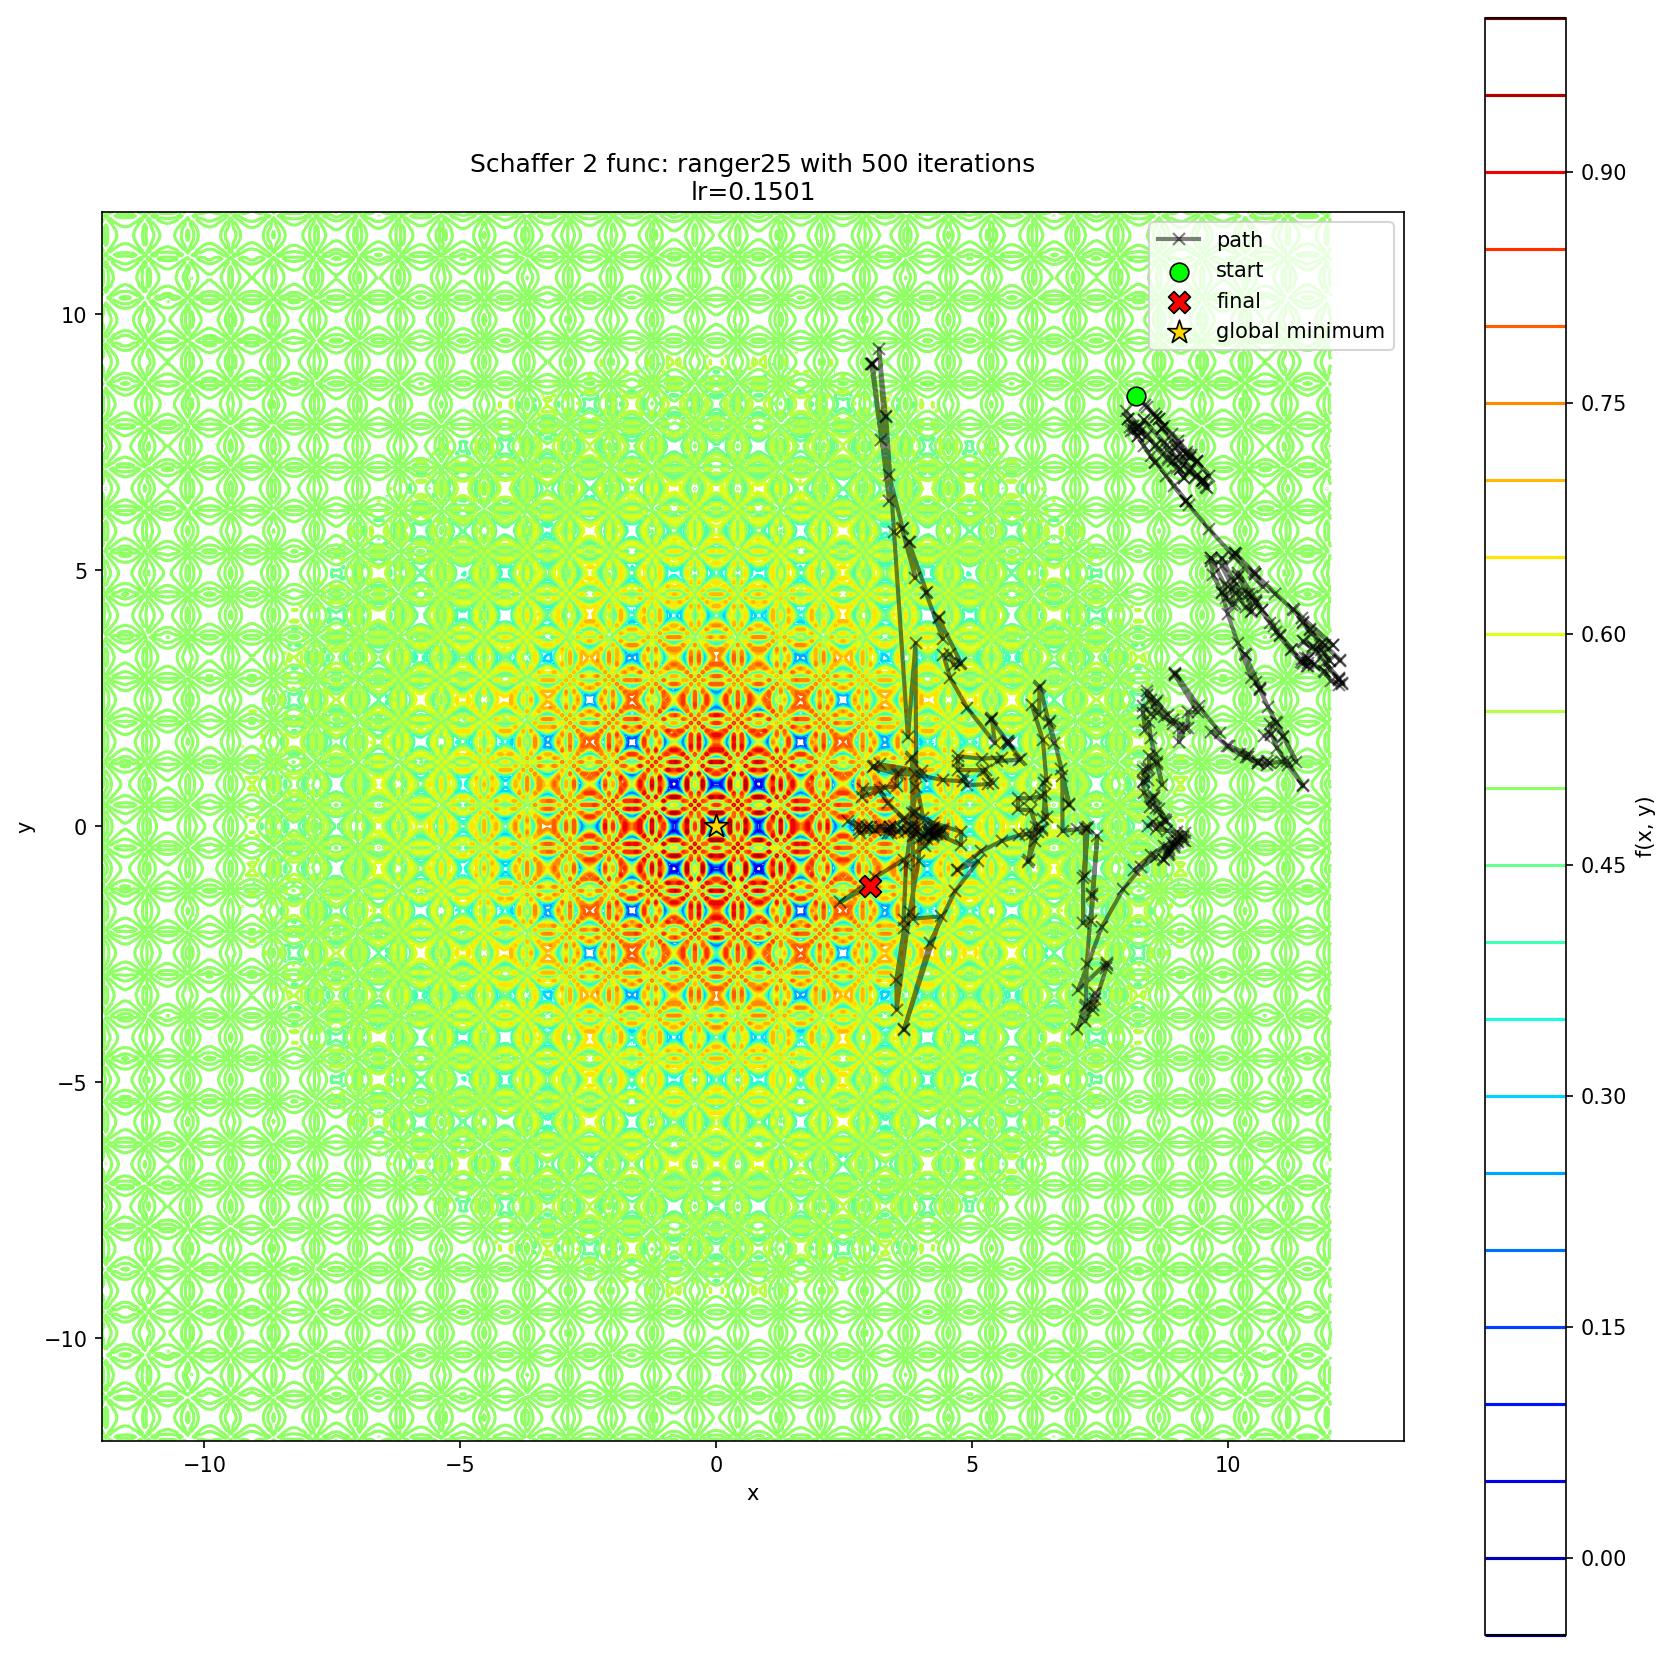 Schaffer 2 func: ranger25 with 500 iterations
lr=0.1501
path
start
final
global minimum
10
5
0
−5
−10
y
−10
−5
0
5
10
x
0.90
0.75
0.60
0.45
0.30
0.15
0.00
f(x, y)